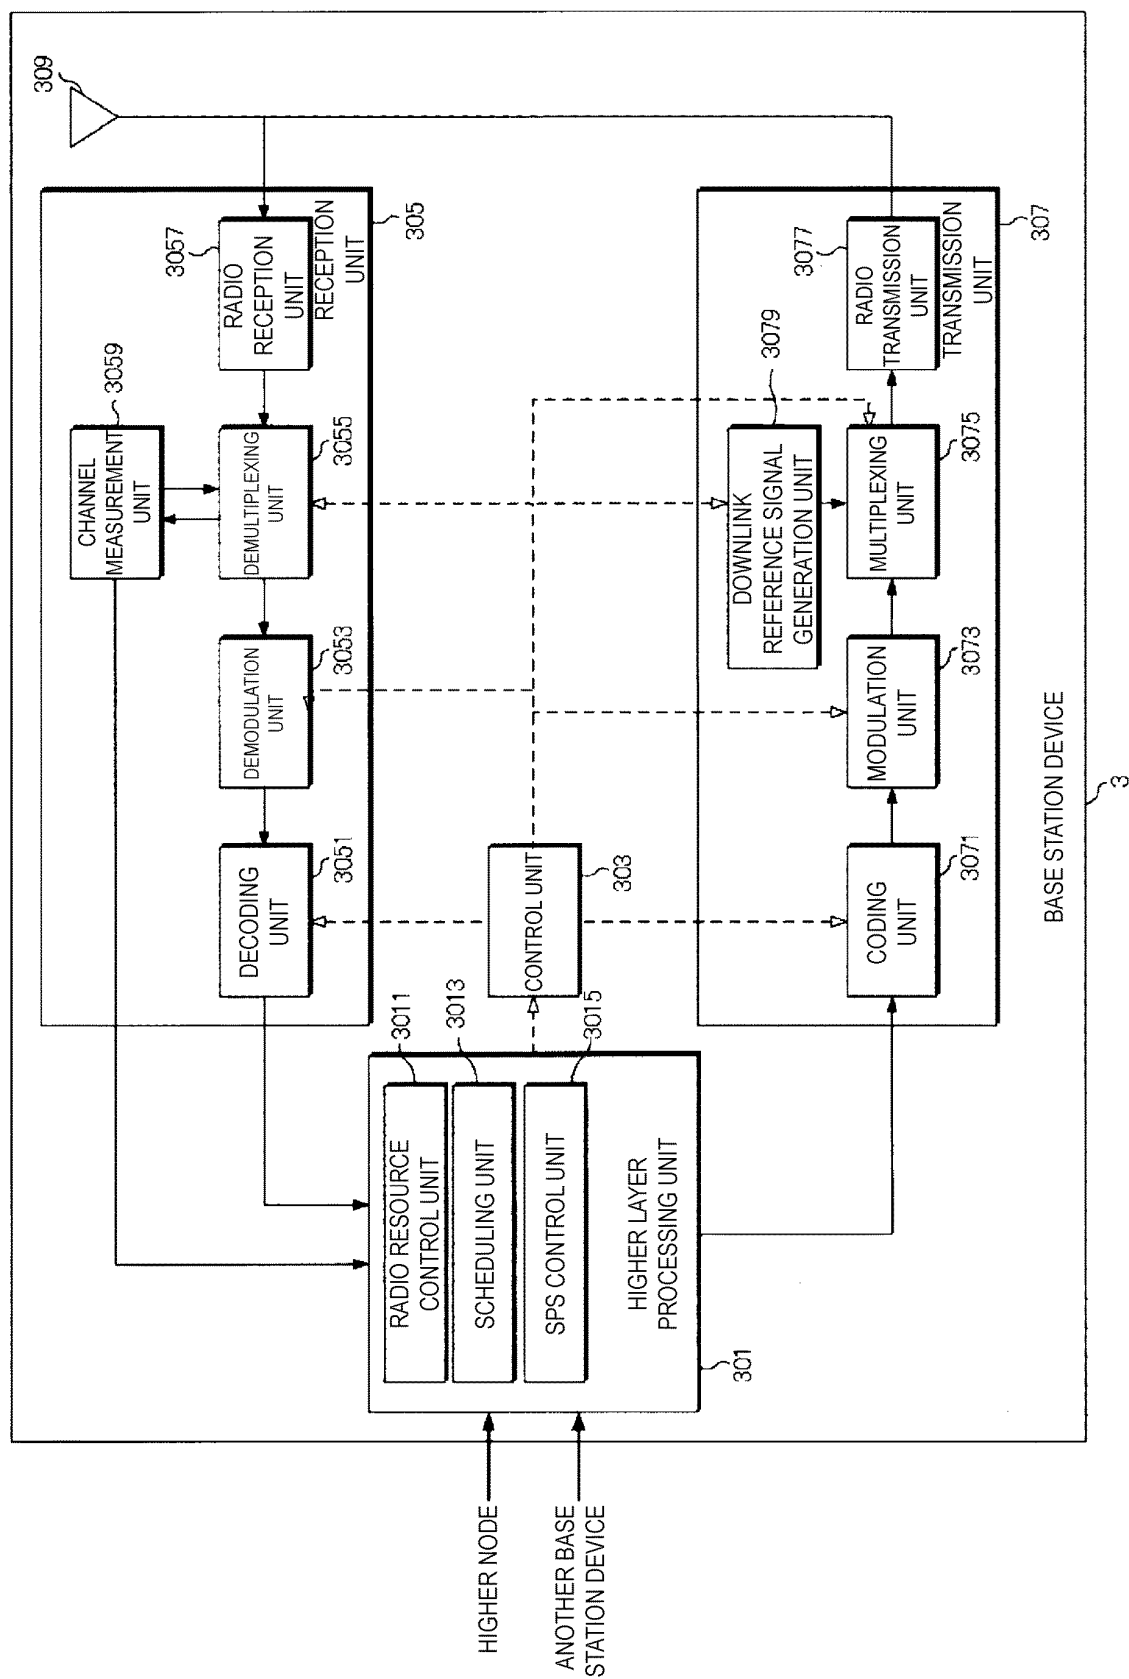 309
3057
RADIO
RECEPTION
UNIT
RECEPTION
UNIT
305
3059
CHANNEL
MEASUREMENT
UNIT
3055
DEMULTIPLEXING
UNIT
3053
DEMODULATION
UNIT
3051
DECODING
UNIT
3011
3013
3015
RADIO RESOURCE
CONTROL UNIT
SCHEDULING UNIT
SPS CONTROL UNIT
HIGHER LAYER
PROCESSING UNIT
301
CONTROL UNIT
303
3077
RADIO
TRANSMISSION
UNIT
TRANSMISSION
UNIT
307
3079
DOWNLINK
REFERENCE SIGNAL
GENERATION UNIT
3075
MULTIPLEXING
UNIT
3073
MODULATION
UNIT
3071
CODING
UNIT
HIGHER NODE
ANOTHER BASE
STATION DEVICE
BASE STATION DEVICE
3